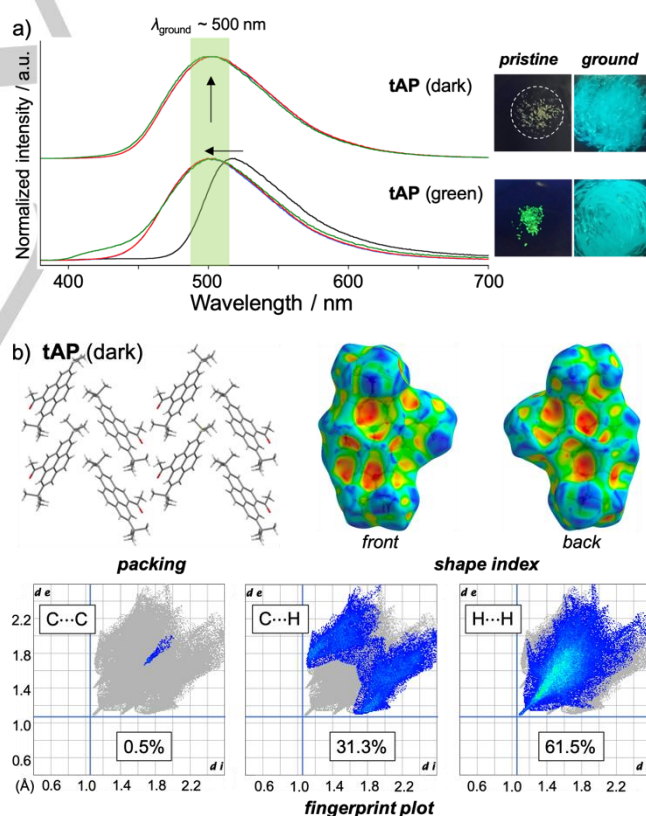 a)
λground ~ 500 nm
pristine ground
tAP (dark)
tAP (green)
Normalized intensity / a.u.
400 500 600 700
Wavelength / nm
b) tAP (dark)
front back
packing shape index
d e d e d e
C···C C···H H···H
2.2
1.8
1.4
1.0
0.6
0.5% 31.3% 61.5%
d i d i d i
(Å) 0.6 1.0 1.4 1.8 2.2 0.6 1.0 1.4 1.8 2.2 0.6 1.0 1.4 1.8 2.2
fingerprint plot